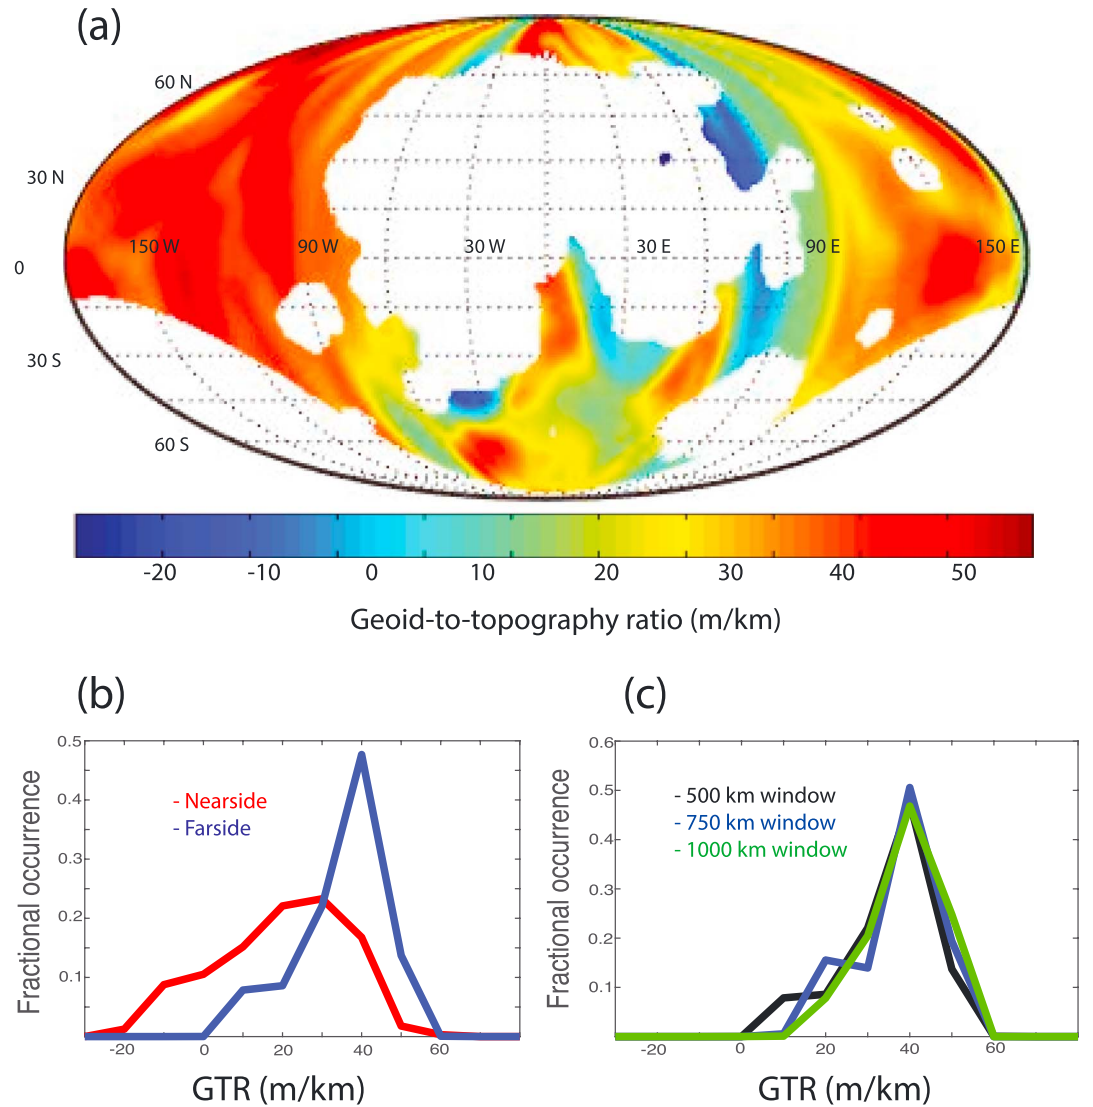 (a)
60 N
30 N
150 W 90 W 30 W 30 E 90 E 150 E
0
30 S
60 S
-20 -10 0 10 20 30 40 50
Geoid-to-topography ratio (m/km)
(b)
0.5
0.4
0.3
0.2
0.1
Fractional occurrence
- Nearside
- Farside
-20 0 20 40 60
GTR (m/km)
(c)
0.6
0.5
0.4
0.3
0.2
0.1
Fractional occurrence
- 500 km window
- 750 km window
- 1000 km window
-20 0 20 40 60
GTR (m/km)